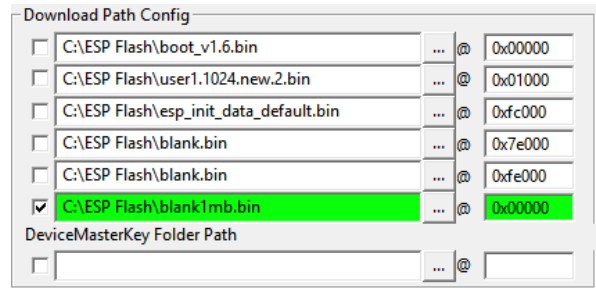 Download Path Config
C:\ESP Flash\boot_v1.6.bin ... @ 0x00000
C:\ESP Flash\user1.1024.new.2.bin ... @ 0x01000
C:\ESP Flash\esp_init_data_default.bin ... @ 0xfc000
C:\ESP Flash\blank.bin ... @ 0x7e000
C:\ESP Flash\blank.bin ... @ 0xfe000
C:\ESP Flash\blank1mb.bin ... @ 0x00000
DeviceMasterKey Folder Path
... @